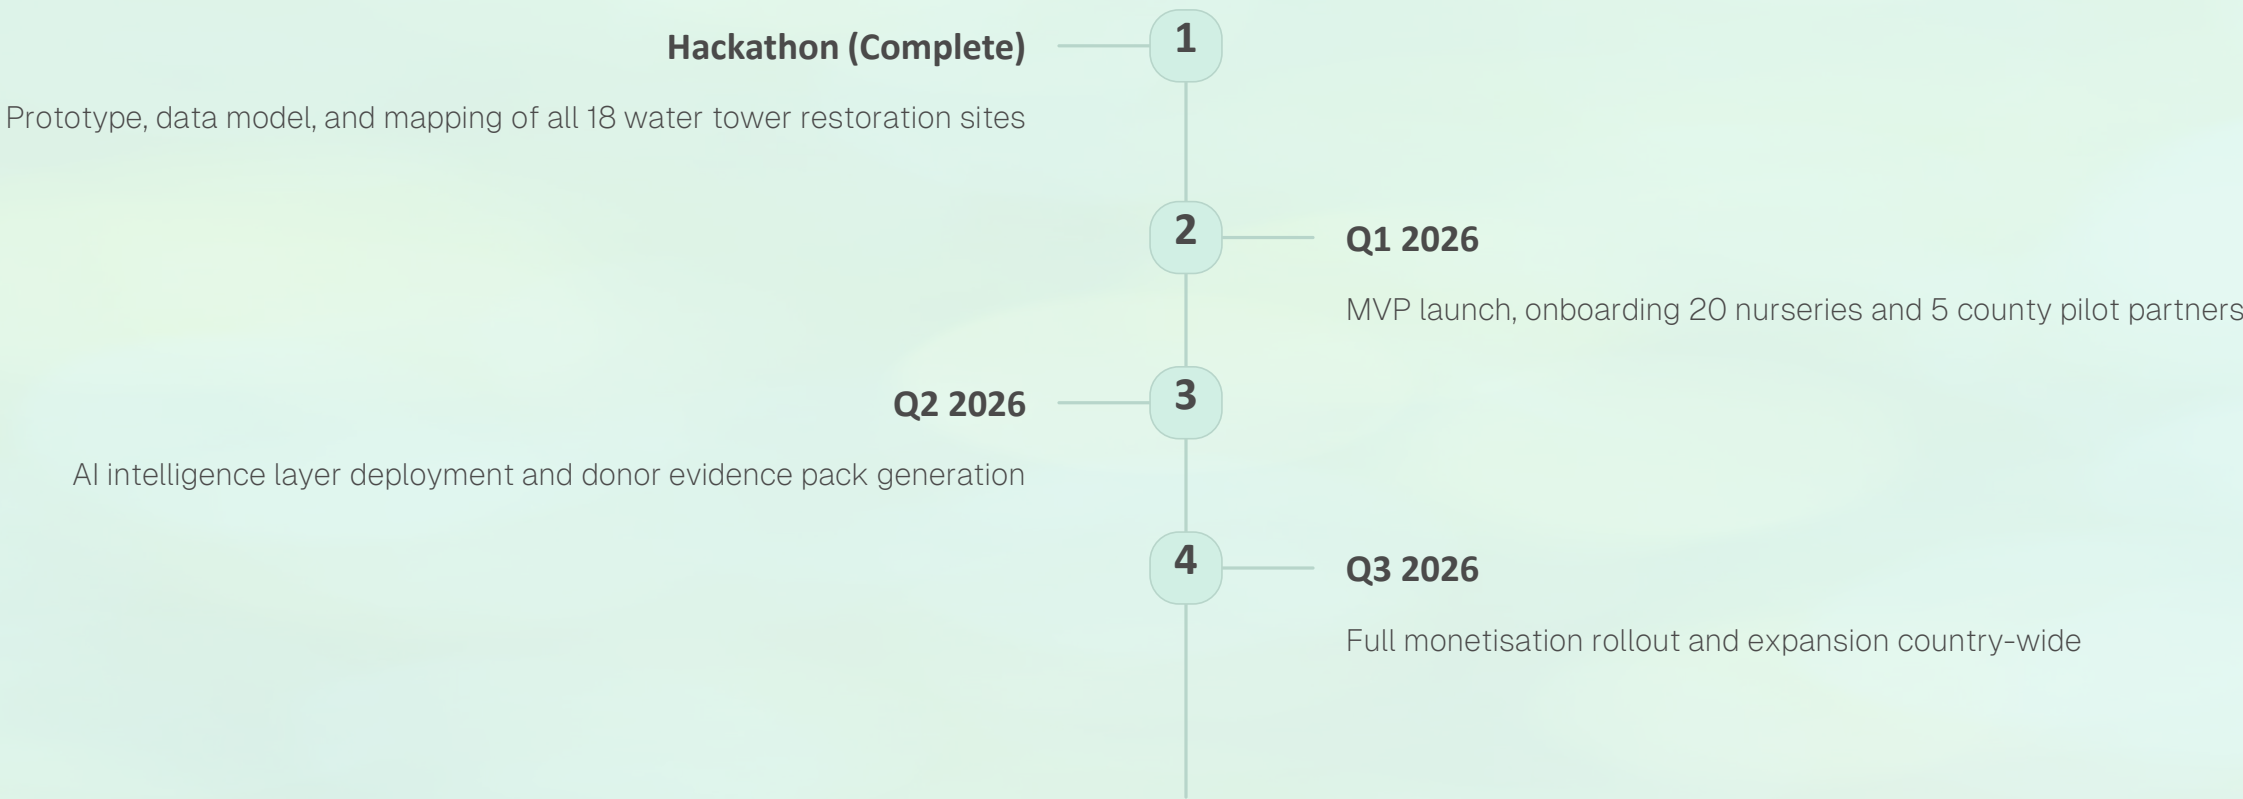 1
Hackathon (Complete)
Prototype, data model, and mapping of all 18 water tower restoration sites
2
Q1 2026
MVP launch, onboarding 20 nurseries and 5 county pilot partners
3
Q2 2026
AI intelligence layer deployment and donor evidence pack generation
4
Q3 2026
Full monetisation rollout and expansion country-wide